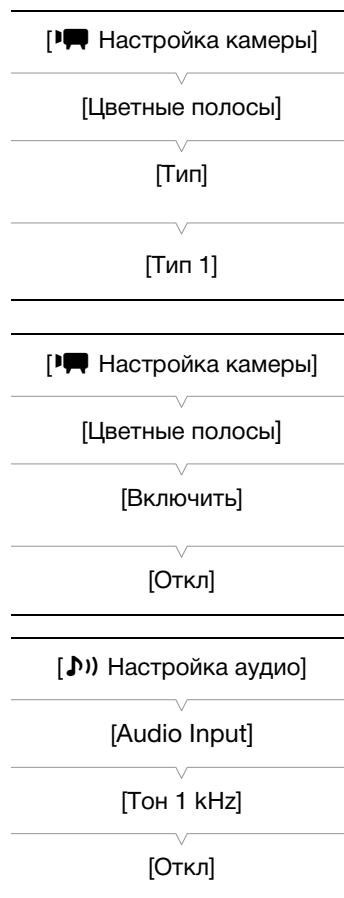 [Настройка камеры]
[Цветные полосы]
[Тип]
[Тип 1]
[Настройка камеры]
[Цветные полосы]
[Включить]
[Откл]
[Настройка аудио]
[Audio Input]
[Тон 1 kHz]
[Откл]